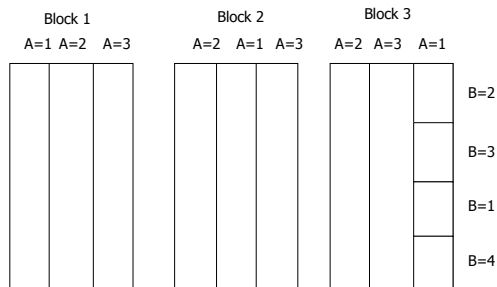 Block 1
Block 2
Block 3
A=1 A=2 A=3
A=2 A=1 A=3
A=2 A=3 A=1
B=2
B=3
B=1
B=4